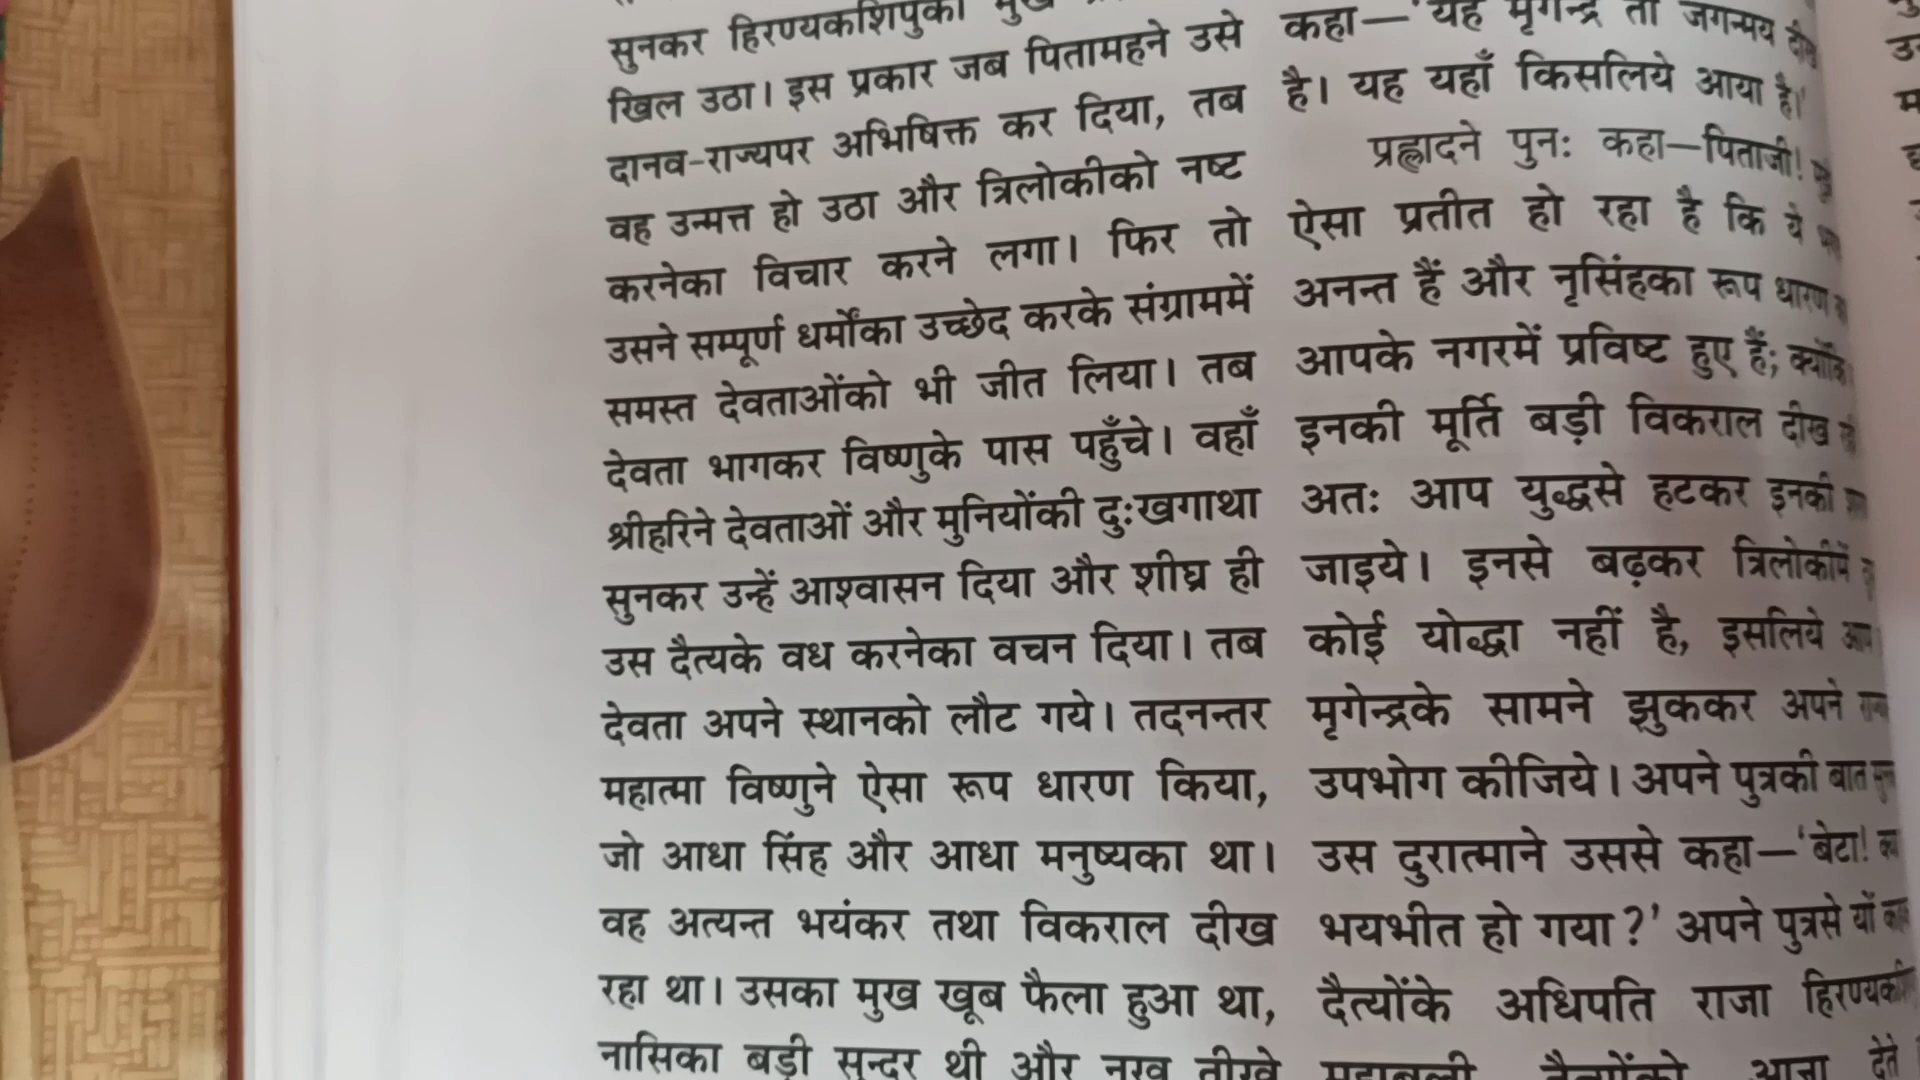 सुनकर हिरण्यकशिपुका मुख
खिल उठा। इस प्रकार जब पितामहने उसे
दानव-राज्यपर अभिषिक्त कर दिया, तब
वह उन्मत्त हो उठा और त्रिलोकीको नष्ट
करनेका विचार करने लगा। फिर तो
उसने सम्पूर्ण धर्मोंका उच्छेद करके संग्राममें
समस्त देवताओंको भी जीत लिया। तब
देवता भागकर विष्णुके पास पहुँचे। वहाँ
श्रीहरिने देवताओं और मुनियोंकी दुःखगाथा
सुनकर उन्हें आश्वासन दिया और शीघ्र ही
उस दैत्यके वध करनेका वचन दिया। तब
देवता अपने स्थानको लौट गये। तदनन्तर
महात्मा विष्णुने ऐसा रूप धारण किया,
जो आधा सिंह और आधा मनुष्यका था।
वह अत्यन्त भयंकर तथा विकराल दीख
रहा था। उसका मुख खूब फैला हुआ था,
नासिका बड़ी सुन्दर थी और नख तीखे
कहा—'यह मृगेन्द्र तो जगन्मय
है। यह यहाँ किसलिये आया है।'
प्रह्लादने पुनः कहा—पिताजी!
ऐसा प्रतीत हो रहा है कि ये
अनन्त हैं और नृसिंहका रूप धारण
आपके नगरमें प्रविष्ट हुए हैं; क्योंकि
इनकी मूर्ति बड़ी विकराल दीख
अतः आप युद्धसे हटकर इनकी
जाइये। इनसे बढ़कर त्रिलोकीमें
कोई योद्धा नहीं है, इसलिये आप
मृगेन्द्रके सामने झुककर अपने
उपभोग कीजिये। अपने पुत्रकी बात
उस दुरात्माने उससे कहा—'बेटा!
भयभीत हो गया?' अपने पुत्रसे यों
दैत्योंके अधिपति राजा
महाबली दैत्योंको आज्ञा देते